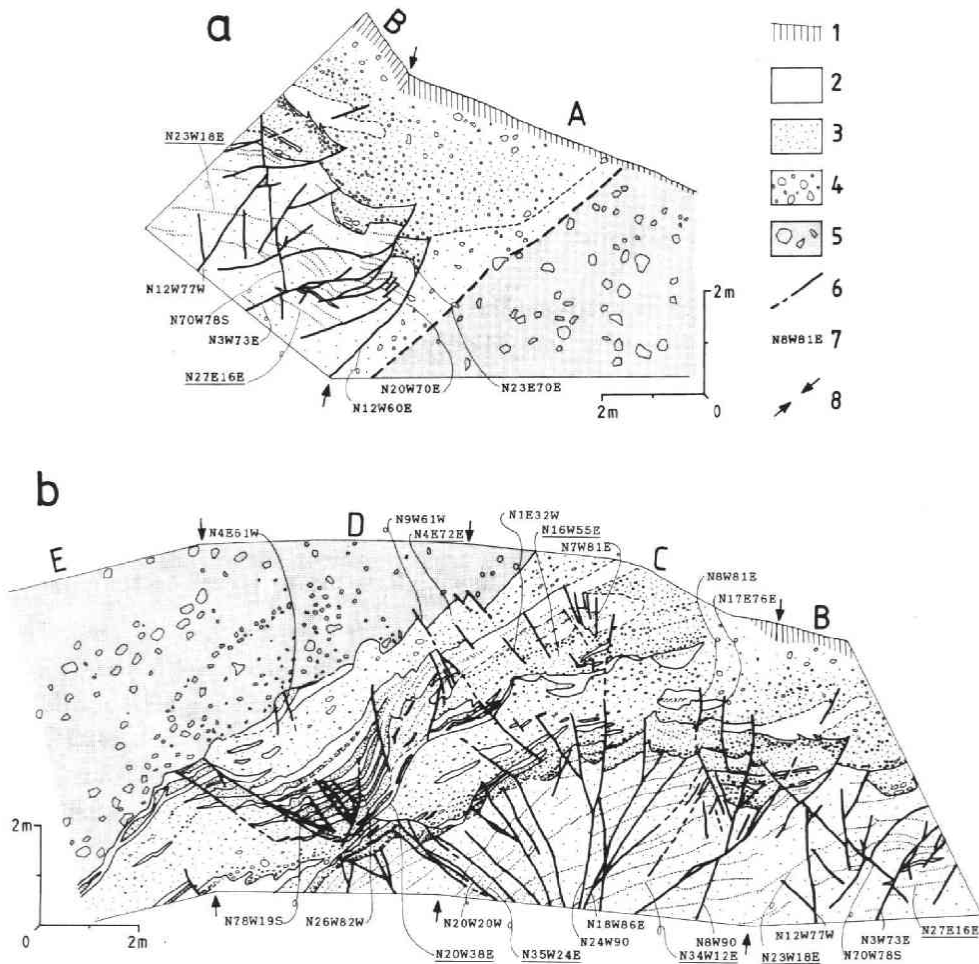 a
B
A
N23W18E
N12W77W
N70W78S
N3W73E
N27E16E
N20W70E
N23E70E
N12W60E
2m
2m
0
1
2
3
4
5
6
N8W81E 7
8
b
E
D
C
B
N4E61W
N9W61W
N4E72E
N1E32W
N16W55E
N7W81E
N8W81E
N17E76E
2m
0
2m
N78W19S
N26W82W
N20W38E
N20W20W
N35W24E
N18W86E
N24W90
N34W12E
N8W90
N23W18E
N12W77W
N70W78S
N3W73E
N27E16E